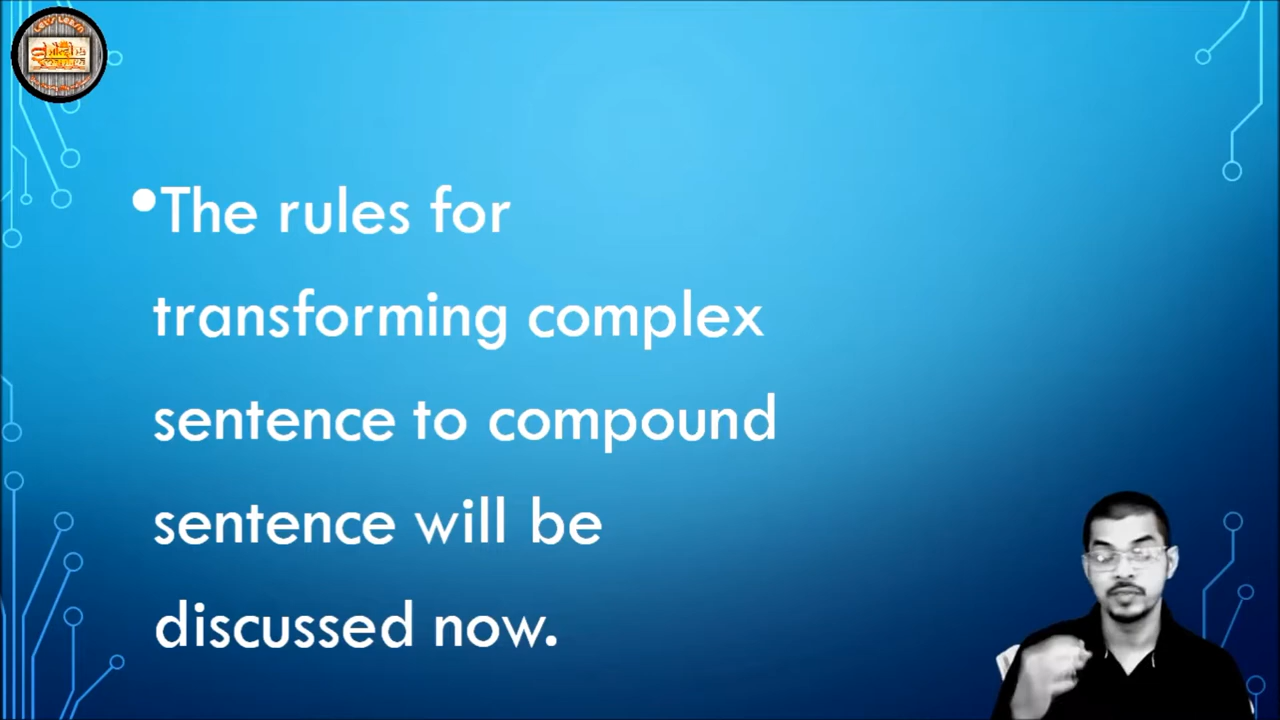 •The rules for
transforming complex
sentence to compound
sentence will be
discussed now.